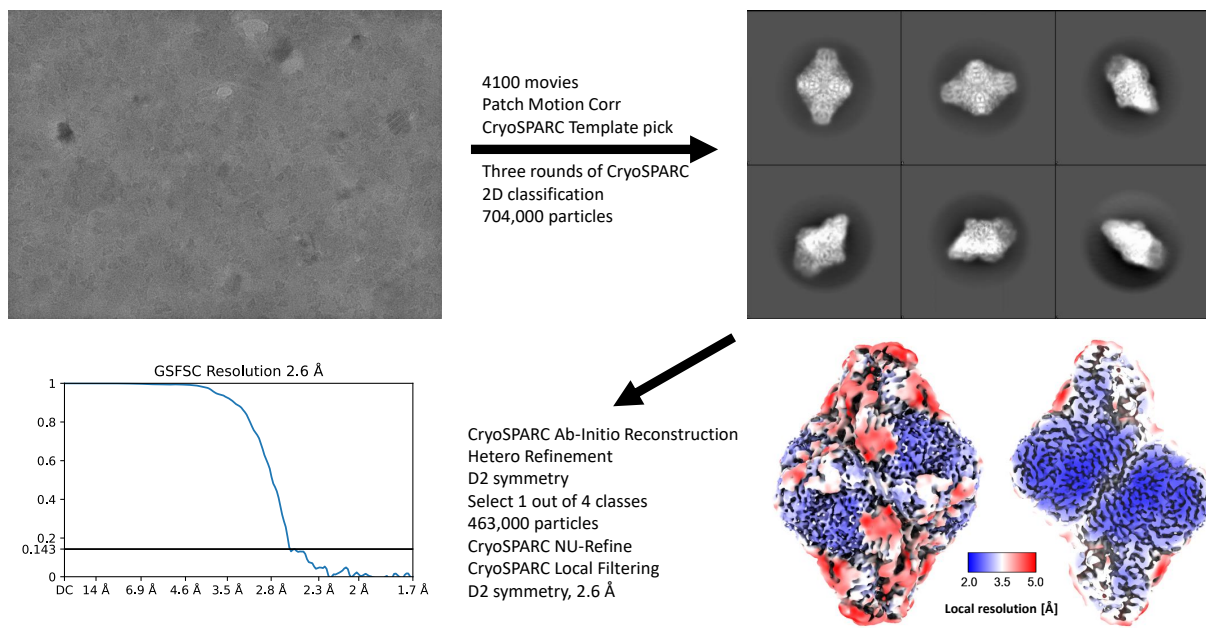 4100 movies
Patch Motion Corr
CryoSPARC Template pick
Three rounds of CryoSPARC
2D classification
704,000 particles
GSFSC Resolution 2.6 Å
1
0.8
0.6
0.4
0.2
0.143
0
DC 14 Å 6.9 Å 4.6 Å 3.5 Å 2.8 Å 2.3 Å 2 Å 1.7 Å
CryoSPARC Ab-Initio Reconstruction
Hetero Refinement
D2 symmetry
Select 1 out of 4 classes
463,000 particles
CryoSPARC NU-Refine
CryoSPARC Local Filtering
D2 symmetry, 2.6 Å
2.0 3.5 5.0
Local resolution [Å]